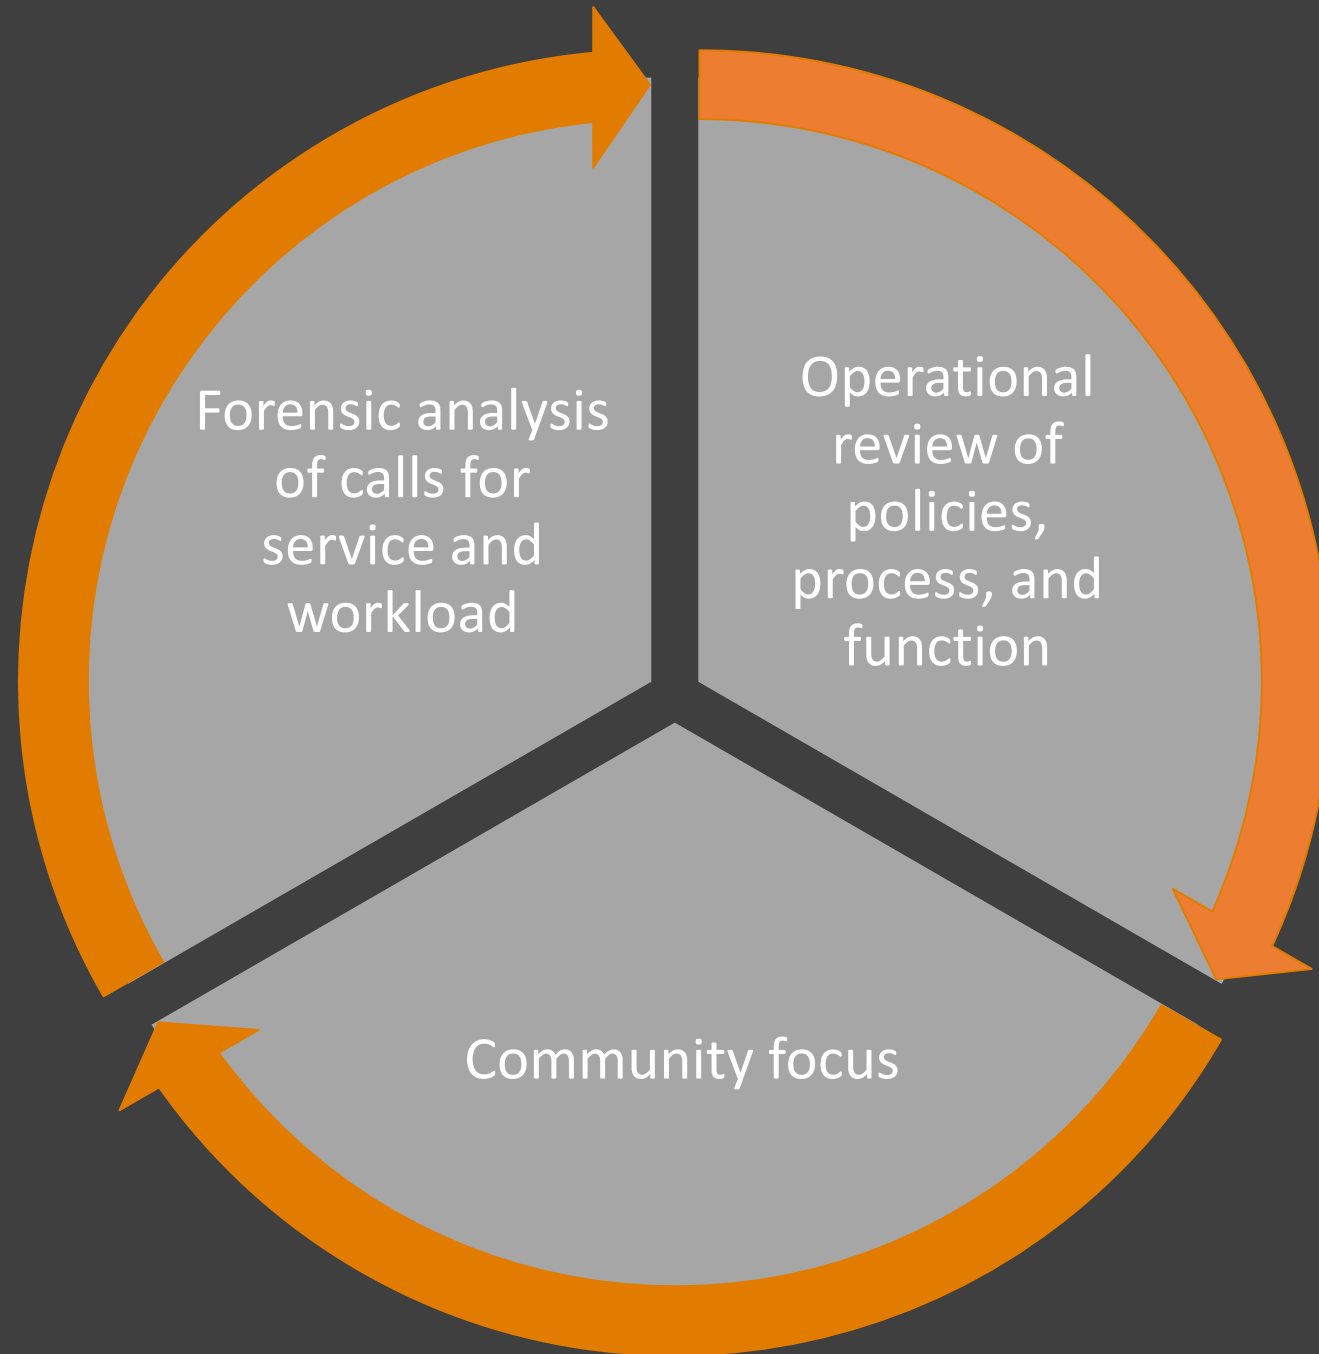 Forensic analysis
of calls for
service and
workload
Operational
review of
policies,
process, and
function
Community focus